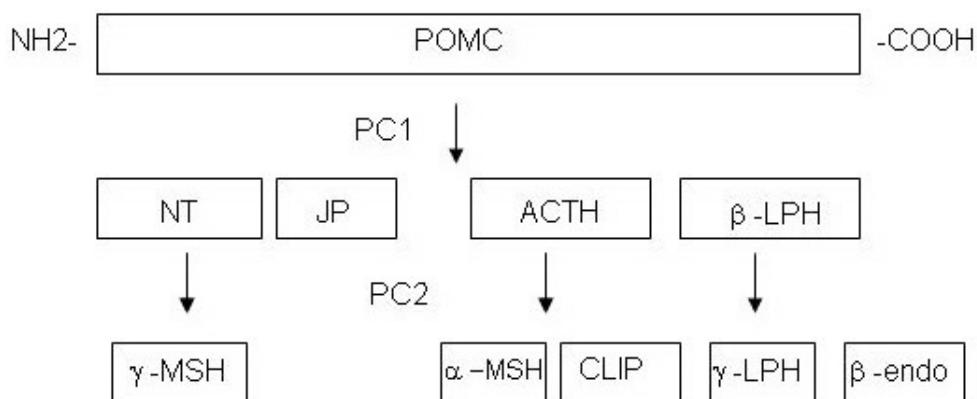 NH2- POMC -COOH
PC1
NT JP ACTH β-LPH
PC2
γ-MSH α-MSH CLIP γ-LPH β-endo